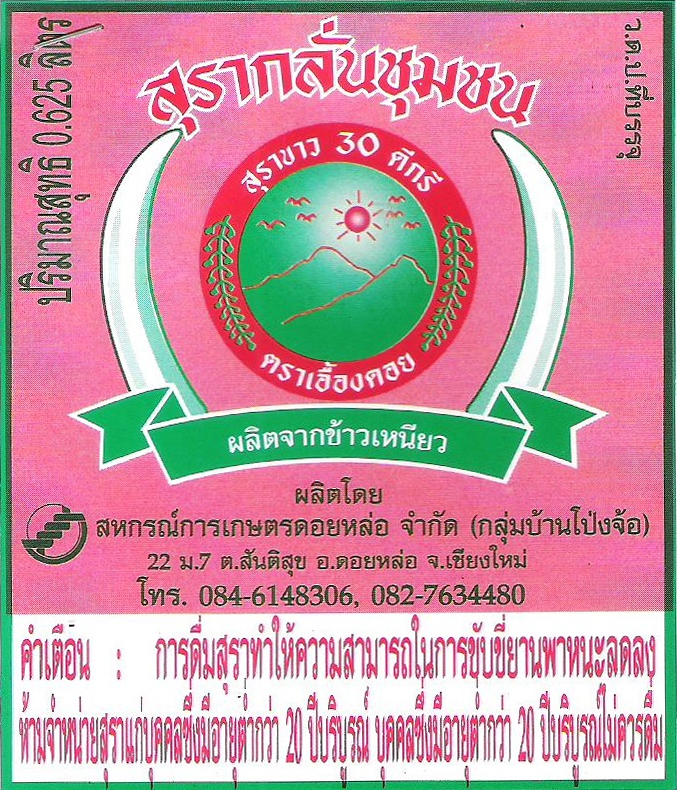 ปริมาณสุทธิ 0.625 ลิตร
สุรากลั่นชุมชน
ว.ด.ป.ที่บรรจุ
สุราขาว 30 ดีกรี
ตราเอื้องดอย
ผลิตจากข้าวเหนียว
ผลิตโดย
สหกรณ์การเกษตรดอยหล่อ จำกัด (กลุ่มบ้านโป่งจ้อ)
22 ม.7 ต.สันติสุข อ.ดอยหล่อ จ.เชียงใหม่
โทร. 084-6148306, 082-7634480
คำเตือน : การดื่มสุราทำให้ความสามารถในการขับขี่ยานพาหนะลดลง
ห้ามจำหน่ายสุราแก่บุคคลซึ่งมีอายุต่ำกว่า 20 ปีบริบูรณ์ บุคคลซึ่งมีอายุต่ำกว่า 20 ปีบริบูรณ์ไม่ควรดื่ม